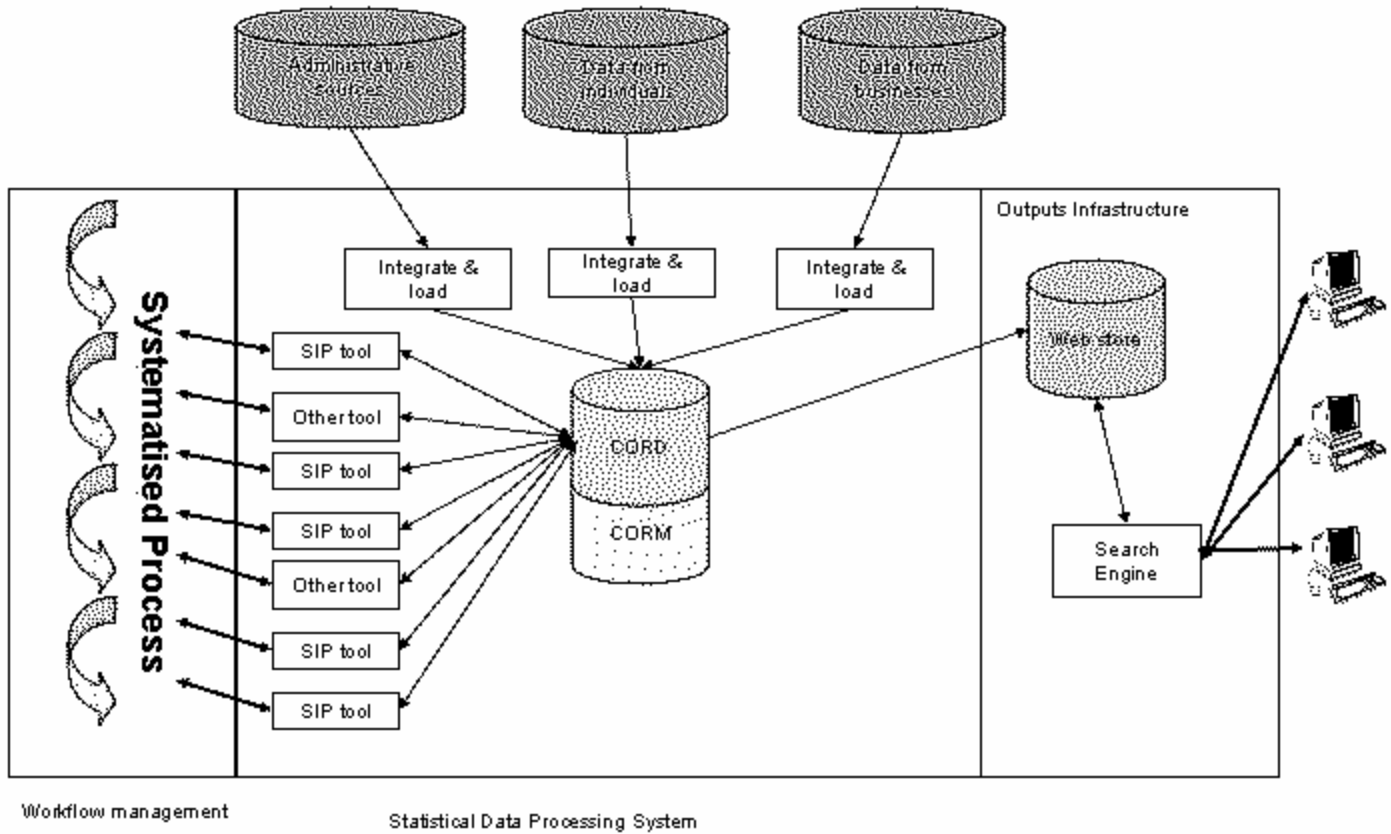 Administrative
sources
Data from
individuals
Data from
businesses
Outputs Infrastructure
Integrate &
load
Integrate &
load
Integrate &
load
Systematised Process
SIP tool
Other tool
SIP tool
SIP tool
Other tool
SIP tool
SIP tool
CORD
CORM
Web store
Search
Engine
Workflow management
Statistical Data Processing System